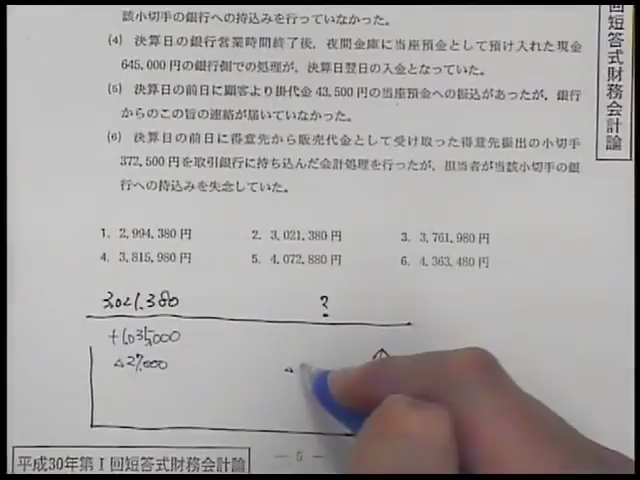 該小切手の銀行への持込みを行っていなかった。
(4) 決算日の銀行営業時間終了後、夜間金庫に当座預金として預け入れた現金
645,000円の銀行側での処理が、決算日翌日の入金となっていた。
(5) 決算日の前日に顧客より掛代金43,500円の当座預金への振込があったが、銀行
からのこの旨の連絡が届いていなかった。
(6) 決算日の前日に得意先から販売代金として受け取った得意先振出の小切手
372,500円を取引銀行に持ち込んだ会計処理を行ったが、担当者が当該小切手の銀
行への持込みを失念していた。
1. 2,994,380円 2. 3,021,380円 3. 3,761,980円
4. 3,815,980円 5. 4,072,880円 6. 4,363,480円
3,021,380 ?
+1,035,000
△27,000
△
- 5 -
平成30年第Ⅰ回短答式財務会計論
回短答式財務会計論